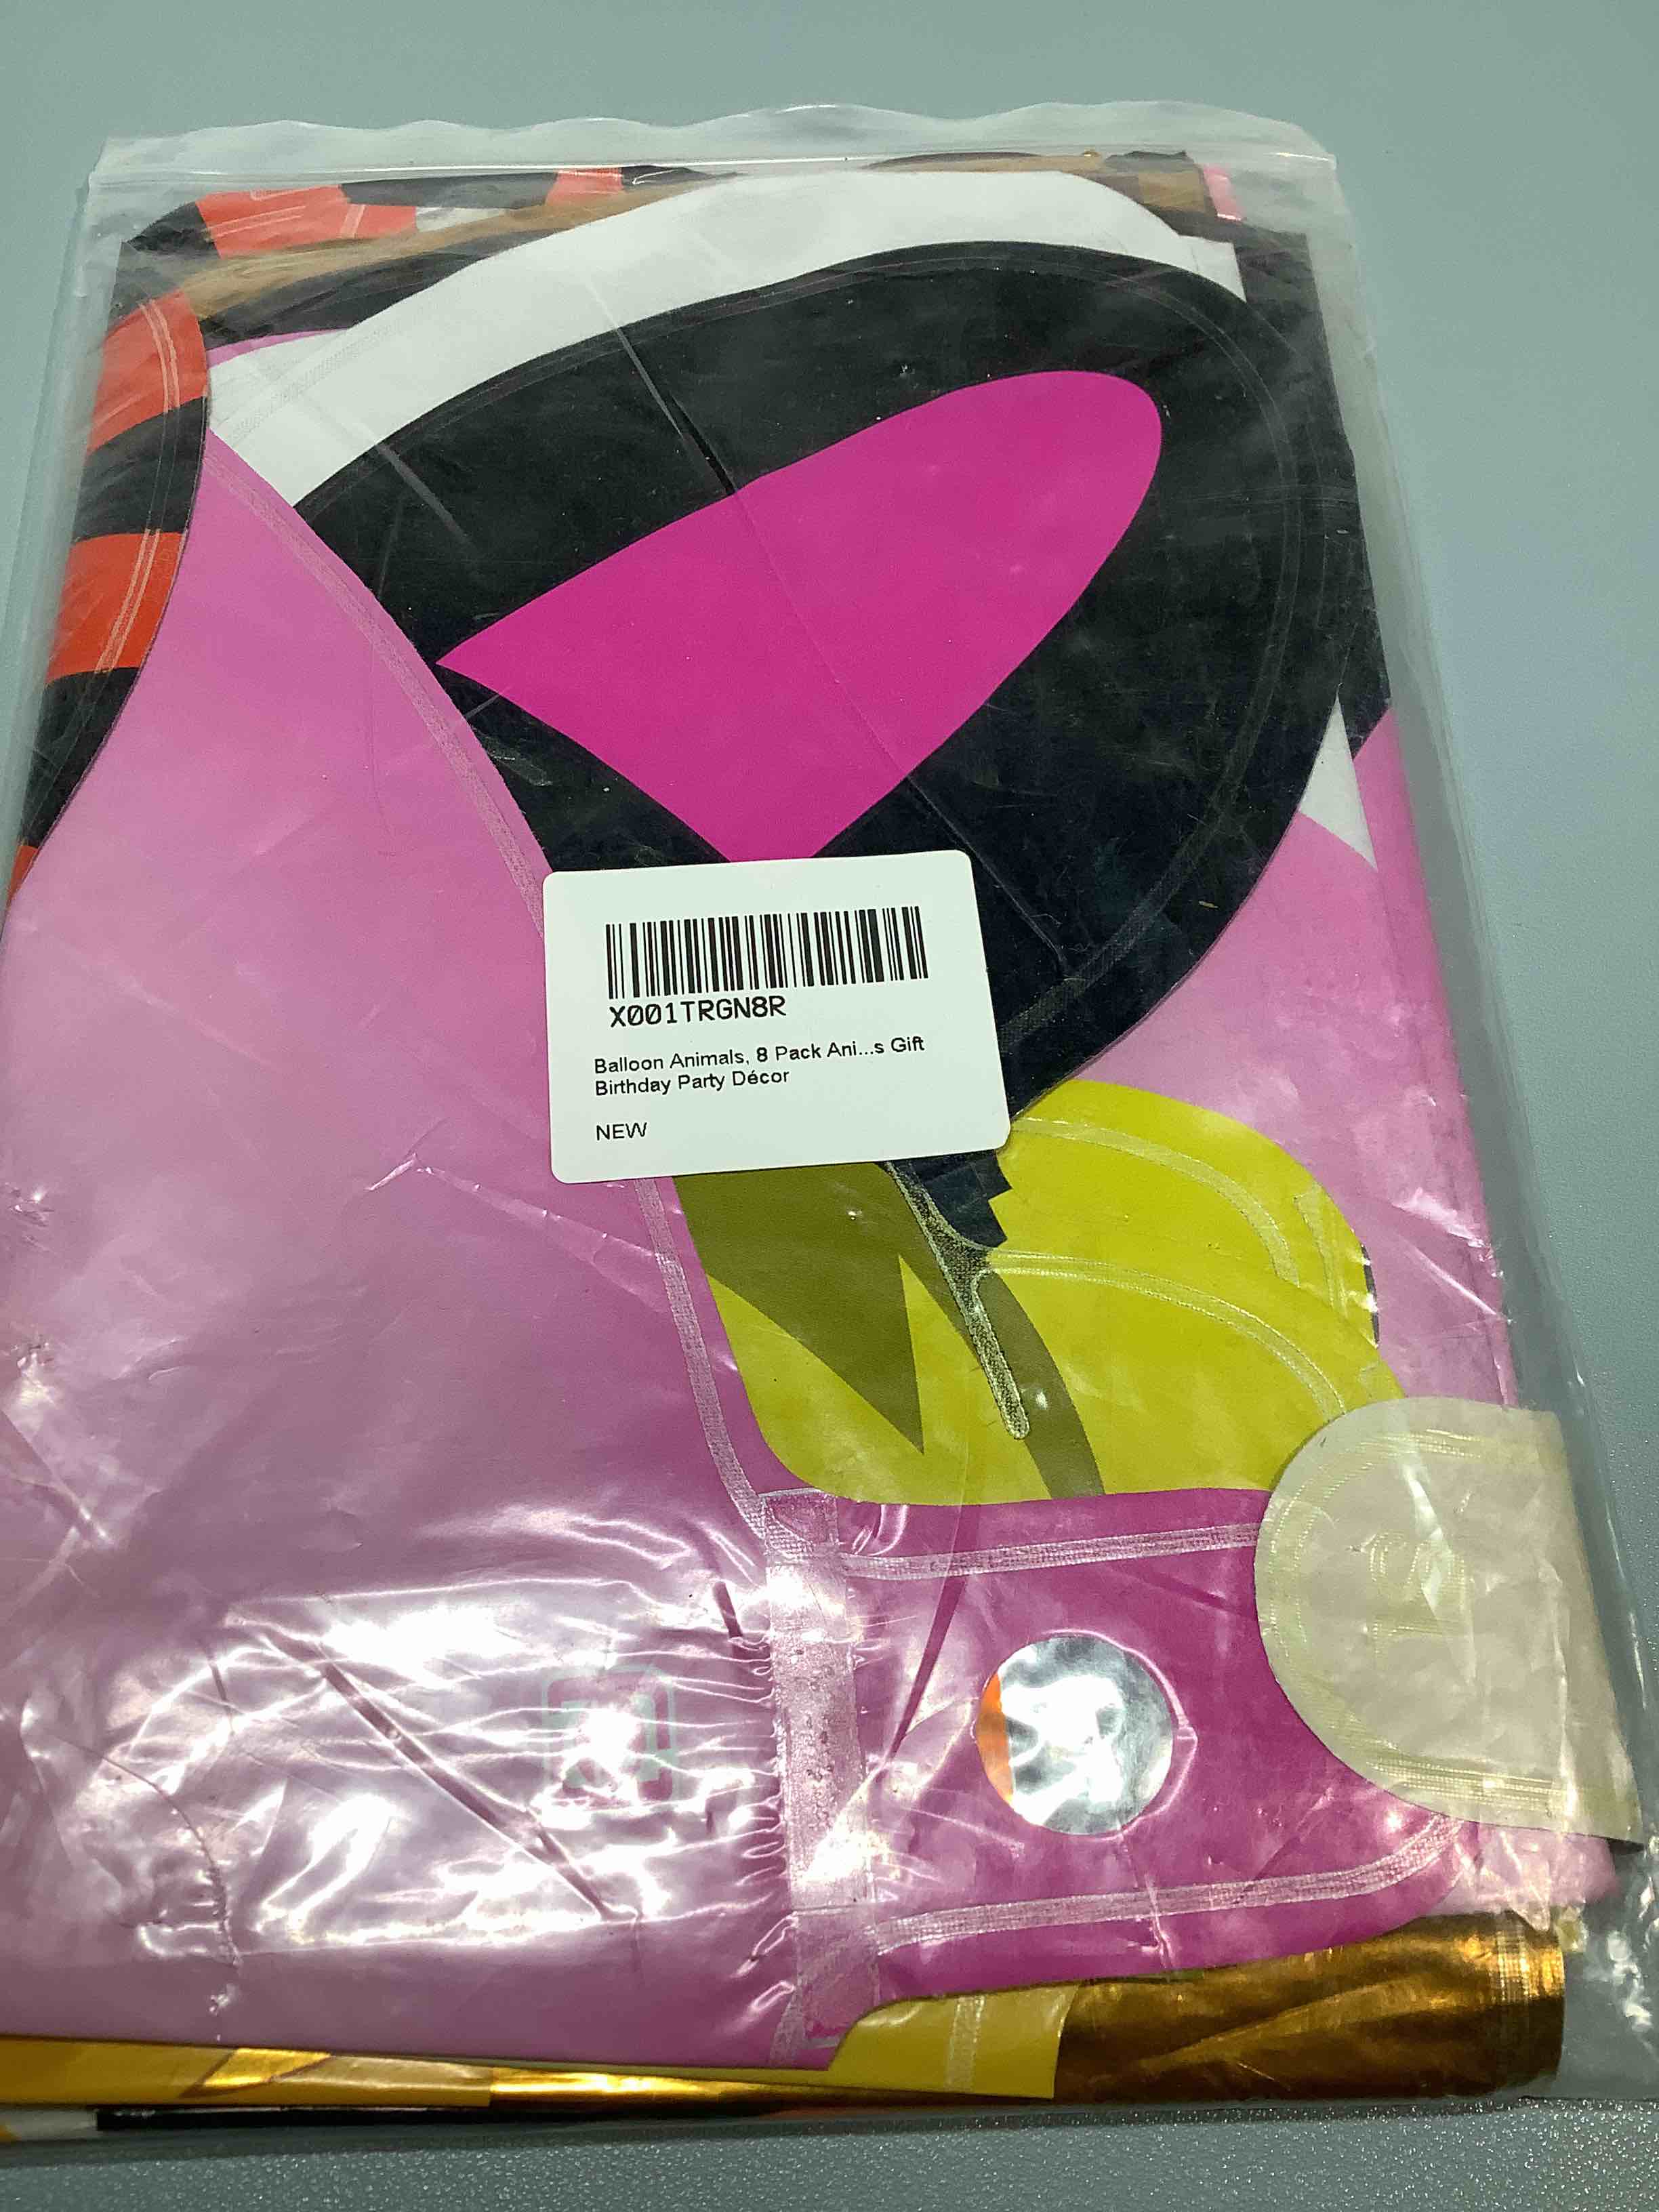 X001TRGN8R
Balloon Animals, 8 Pack Ani...s Gift
Birthday Party Décor
NEW